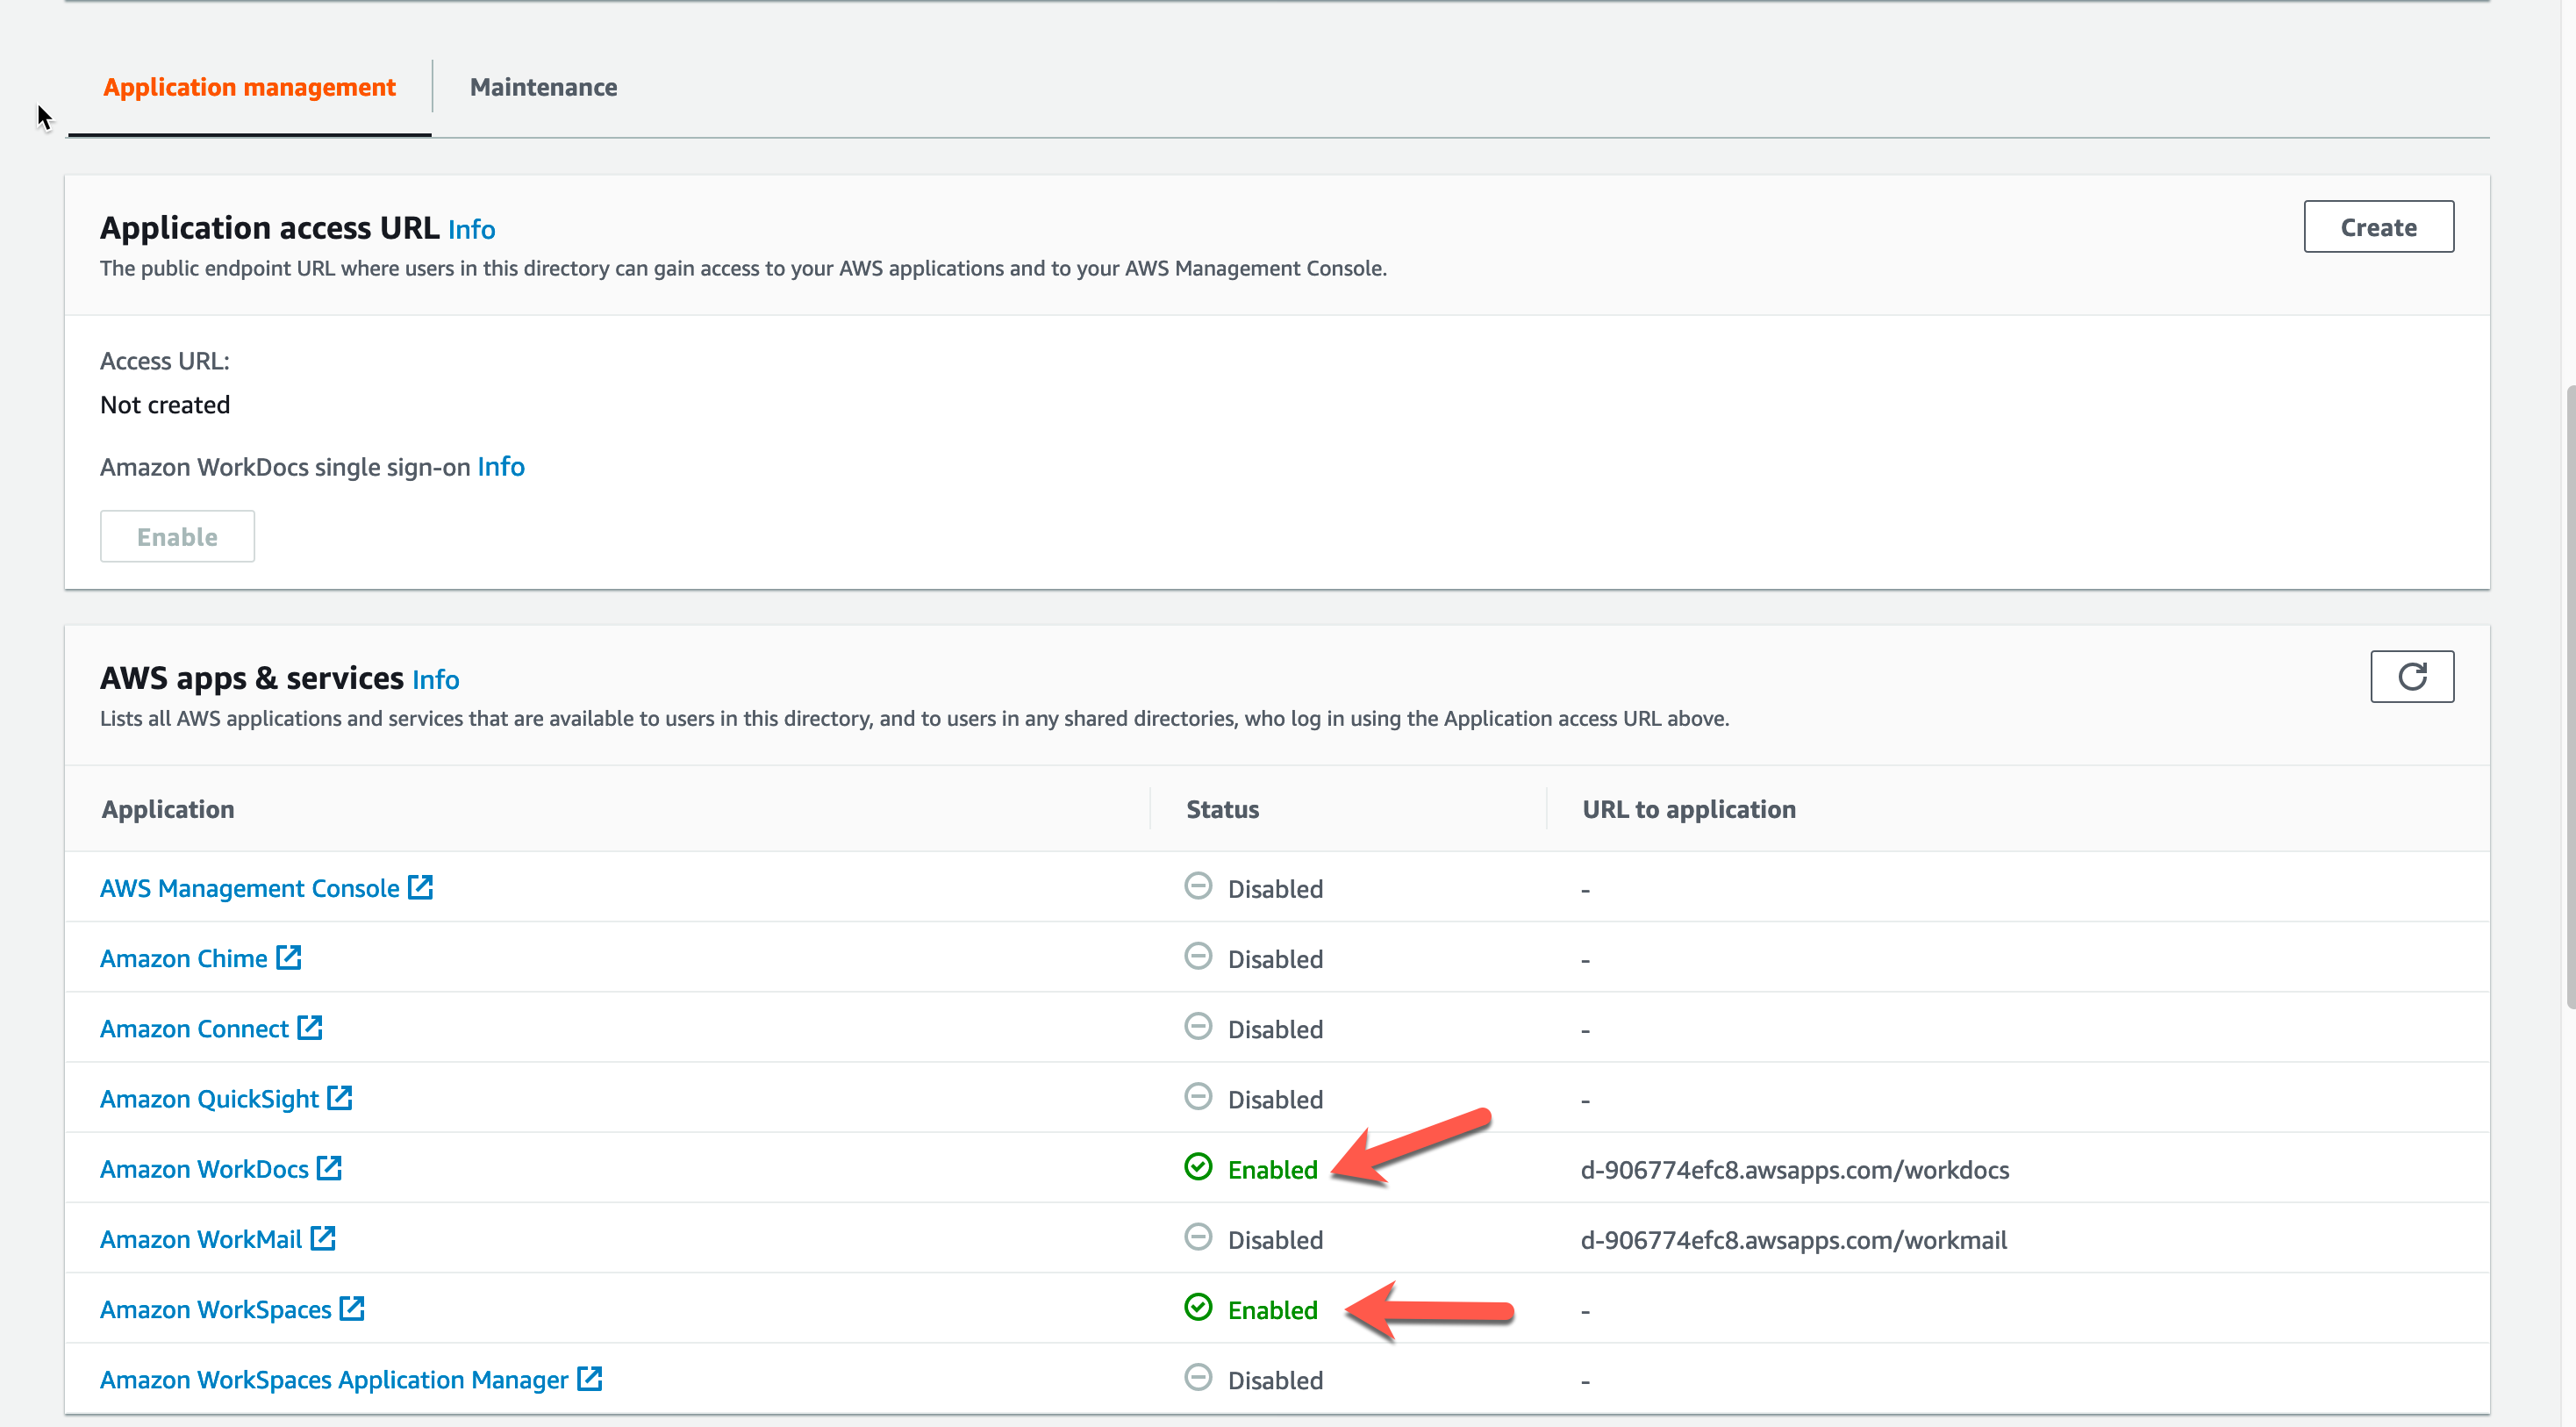 Application management
Maintenance
Application access URL Info
Create
The public endpoint URL where users in this directory can gain access to your AWS applications and to your AWS Management Console.
Access URL:
Not created
Amazon WorkDocs single sign-on Info
Enable
AWS apps & services Info
Lists all AWS applications and services that are available to users in this directory, and to users in any shared directories, who log in using the Application access URL above.
Application Status URL to application
AWS Management Console Disabled -
Amazon Chime Disabled -
Amazon Connect Disabled -
Amazon QuickSight Disabled -
Amazon WorkDocs Enabled d-906774efc8.awsapps.com/workdocs
Amazon WorkMail Disabled d-906774efc8.awsapps.com/workmail
Amazon WorkSpaces Enabled -
Amazon WorkSpaces Application Manager Disabled -